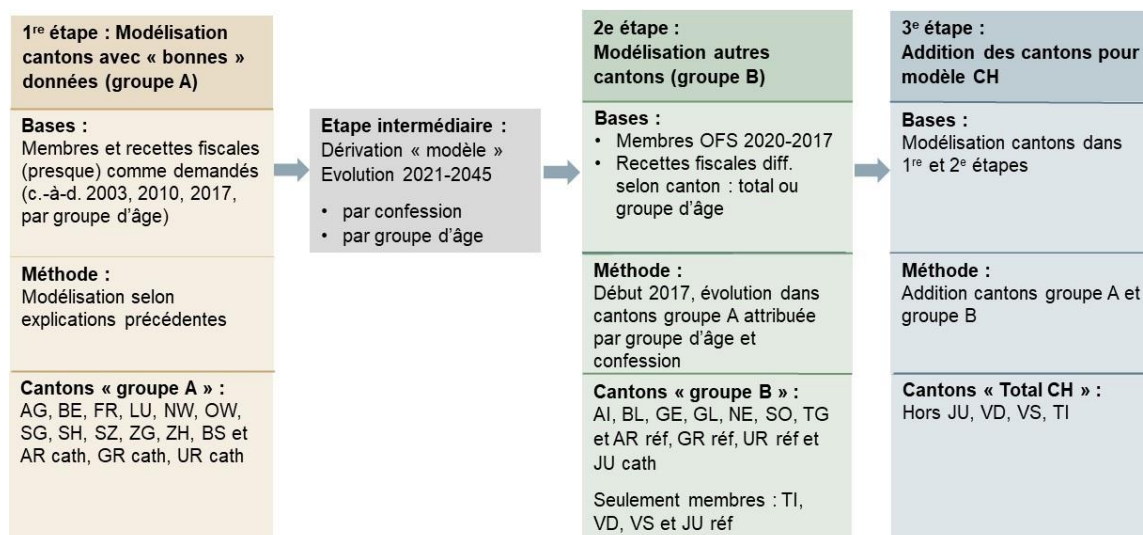 1re étape : Modélisation
cantons avec « bonnes »
données (groupe A)
Bases :
Membres et recettes fiscales
(presque) comme demandés
(c.-à-d. 2003, 2010, 2017,
par groupe d’âge)
Méthode :
Modélisation selon
explications précédentes
Cantons « groupe A » :
AG, BE, FR, LU, NW, OW,
SG, SH, SZ, ZG, ZH, BS et
AR cath, GR cath, UR cath
Etape intermédiaire :
Dérivation « modèle »
Evolution 2021-2045
• par confession
• par groupe d’âge
2e étape :
Modélisation autres
cantons (groupe B)
Bases :
• Membres OFS 2020-2017
• Recettes fiscales diff.
selon canton : total ou
groupe d’âge
Méthode :
Début 2017, évolution dans
cantons groupe A attribuée
par groupe d’âge et
confession
Cantons « groupe B » :
AI, BL, GE, GL, NE, SO, TG
et AR réf, GR réf, UR réf et
JU cath
Seulement membres : TI,
VD, VS et JU réf
3e étape :
Addition des cantons pour
modèle CH
Bases :
Modélisation cantons dans
1re et 2e étapes
Méthode :
Addition cantons groupe A et
groupe B
Cantons « Total CH » :
Hors JU, VD, VS, TI